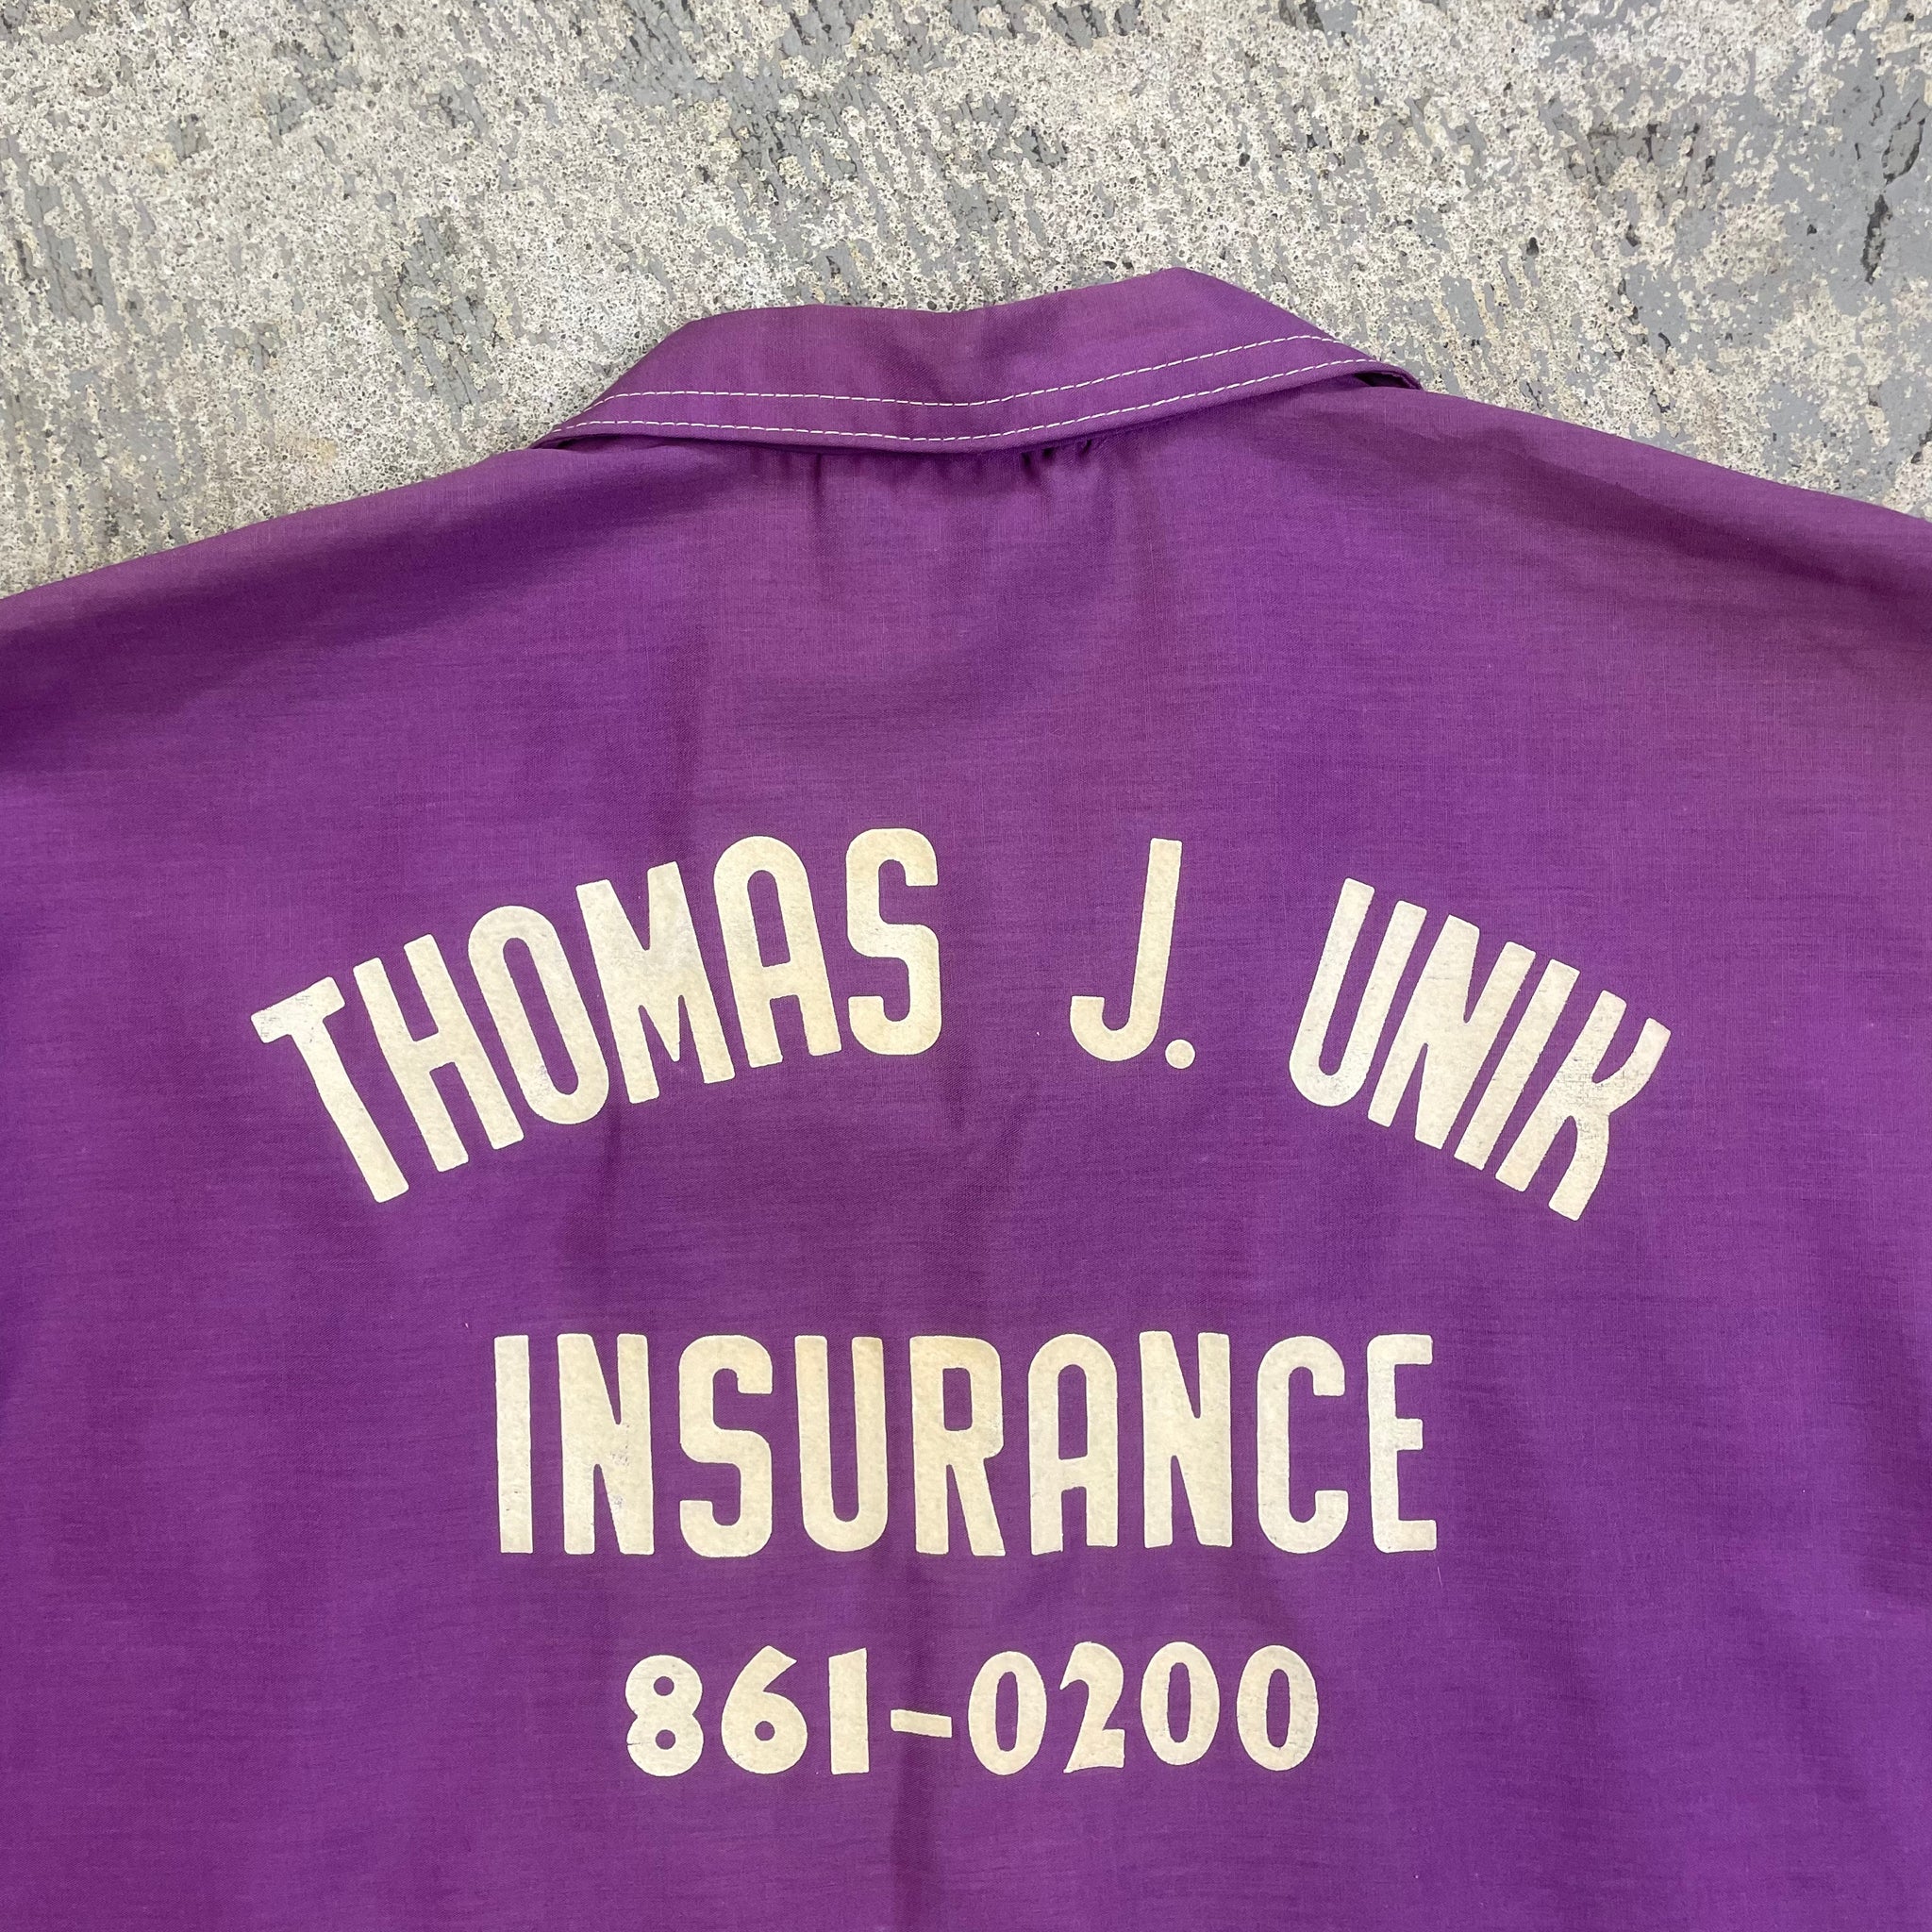 THOMAS J. UNIK
INSURANCE
861-0200